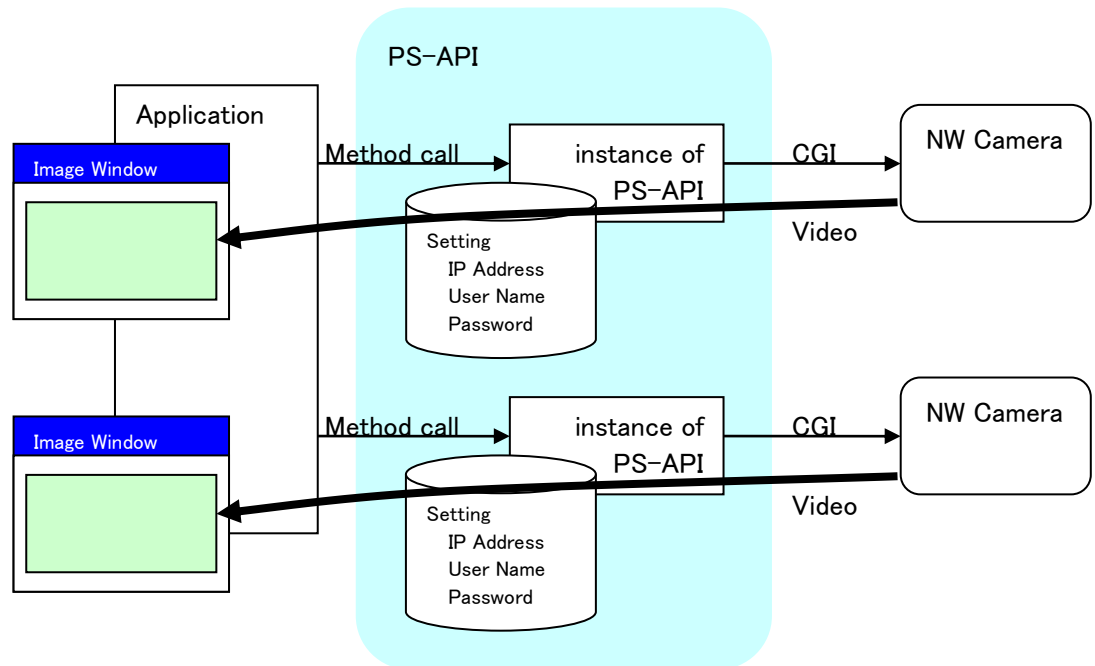 PS-API
Application
Image Window
Method call
instance of
PS-API
CGI
NW Camera
Video
Setting
IP Address
User Name
Password
Image Window
Method call
instance of
PS-API
CGI
NW Camera
Video
Setting
IP Address
User Name
Password